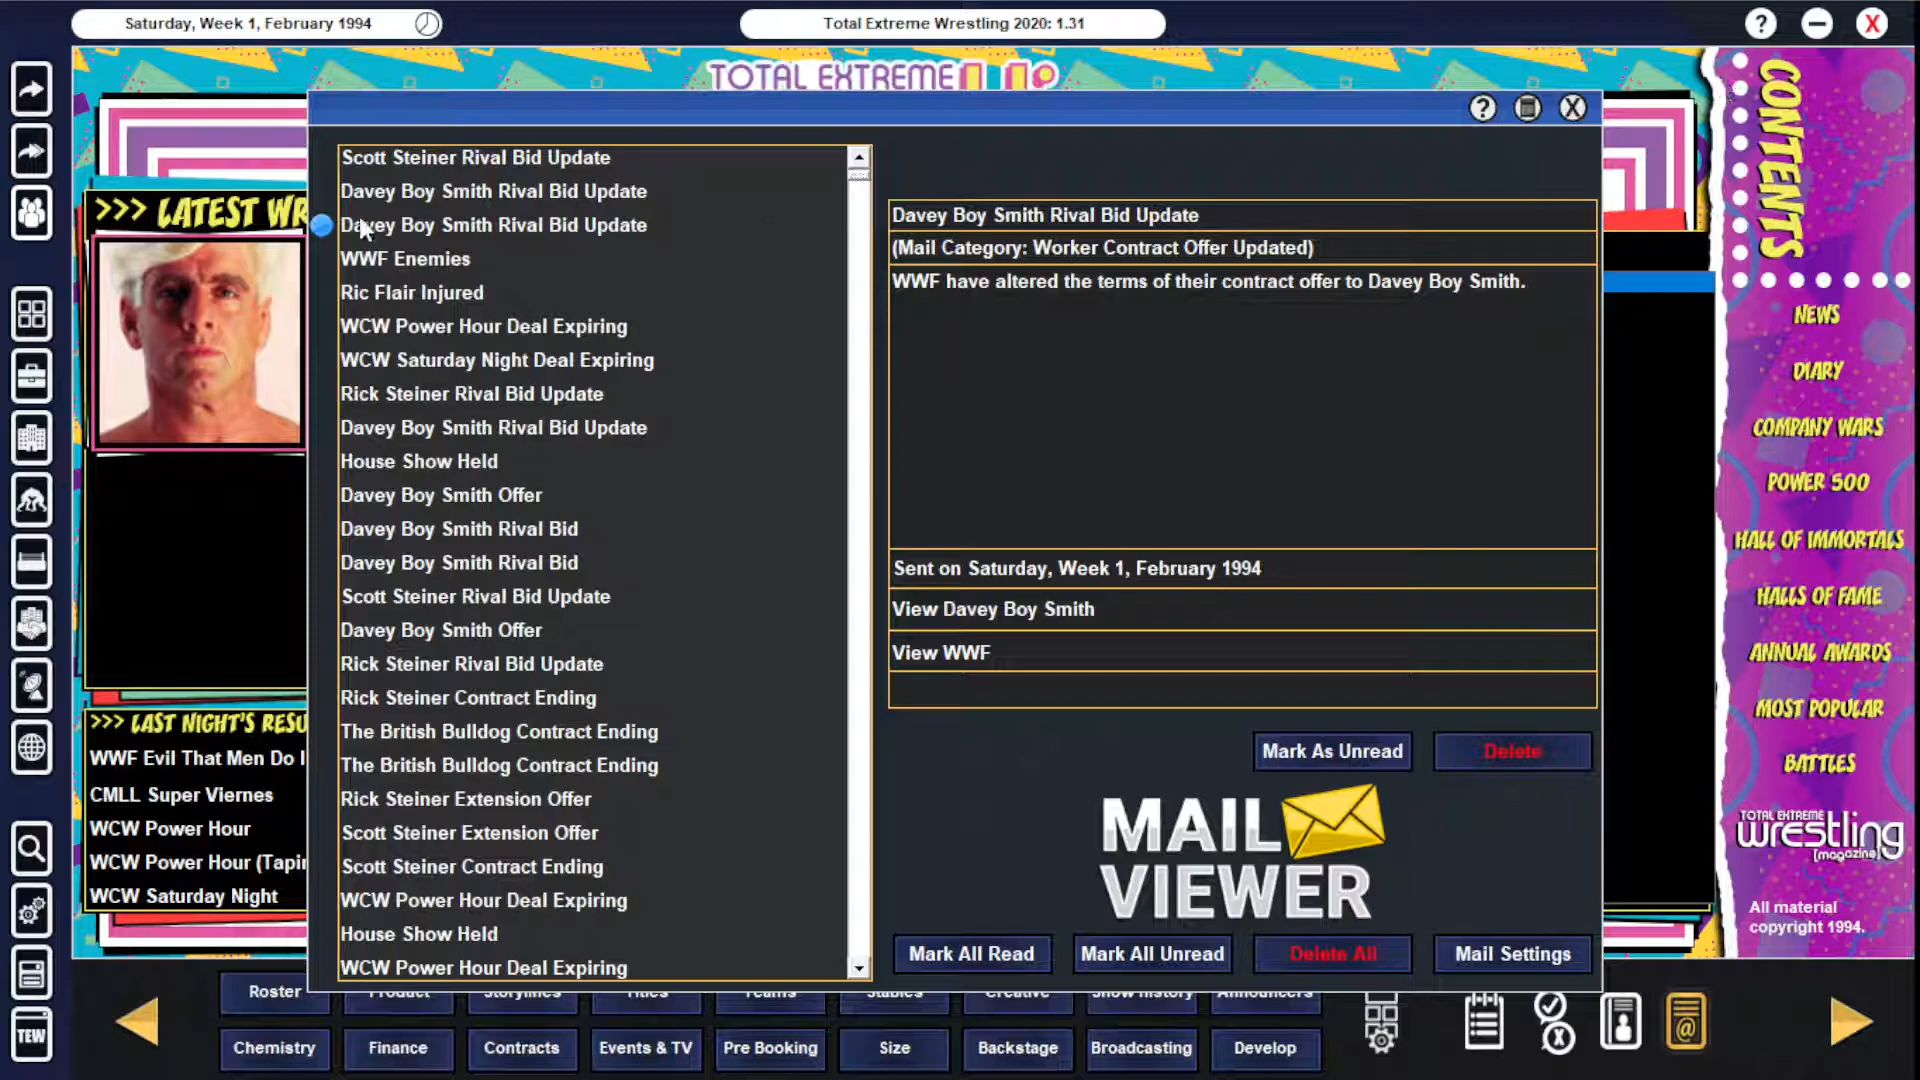 Saturday, Week 1, February 1994
Total Extreme Wrestling 2020: 1.31
?
X
TOTAL EXTREME
CONTENTS
? X
>>> LATEST WR
Scott Steiner Rival Bid Update
Davey Boy Smith Rival Bid Update
Davey Boy Smith Rival Bid Update
WWF Enemies
Ric Flair Injured
WCW Power Hour Deal Expiring
WCW Saturday Night Deal Expiring
Rick Steiner Rival Bid Update
Davey Boy Smith Rival Bid Update
House Show Held
Davey Boy Smith Offer
Davey Boy Smith Rival Bid
Davey Boy Smith Rival Bid
Scott Steiner Rival Bid Update
Davey Boy Smith Offer
Rick Steiner Rival Bid Update
Rick Steiner Contract Ending
The British Bulldog Contract Ending
The British Bulldog Contract Ending
Rick Steiner Extension Offer
Scott Steiner Extension Offer
Scott Steiner Contract Ending
WCW Power Hour Deal Expiring
House Show Held
WCW Power Hour Deal Expiring
Davey Boy Smith Rival Bid Update
(Mail Category: Worker Contract Offer Updated)
WWF have altered the terms of their contract offer to Davey Boy Smith.
Sent on Saturday, Week 1, February 1994
View Davey Boy Smith
View WWF
Mark As Unread
Delete
MAIL
VIEWER
Mark All Read
Mark All Unread
Delete All
Mail Settings
>>> LAST NIGHT'S RESU
WWF Evil That Men Do I
CMLL Super Viernes
WCW Power Hour
WCW Power Hour (Tapin
WCW Saturday Night
NEWS
DIARY
COMPANY WARS
POWER 500
HALL OF IMMORTALS
HALLS OF FAME
ANNUAL AWARDS
MOST POPULAR
BATTLES
TOTAL EXTREME
wrestling
[magazine]
All material
copyright 1994.
TEW
Roster
Product
Storylines
Titles
Teams
Stables
Creative
Show History
Announcers
Chemistry
Finance
Contracts
Events & TV
Pre Booking
Size
Backstage
Broadcasting
Develop